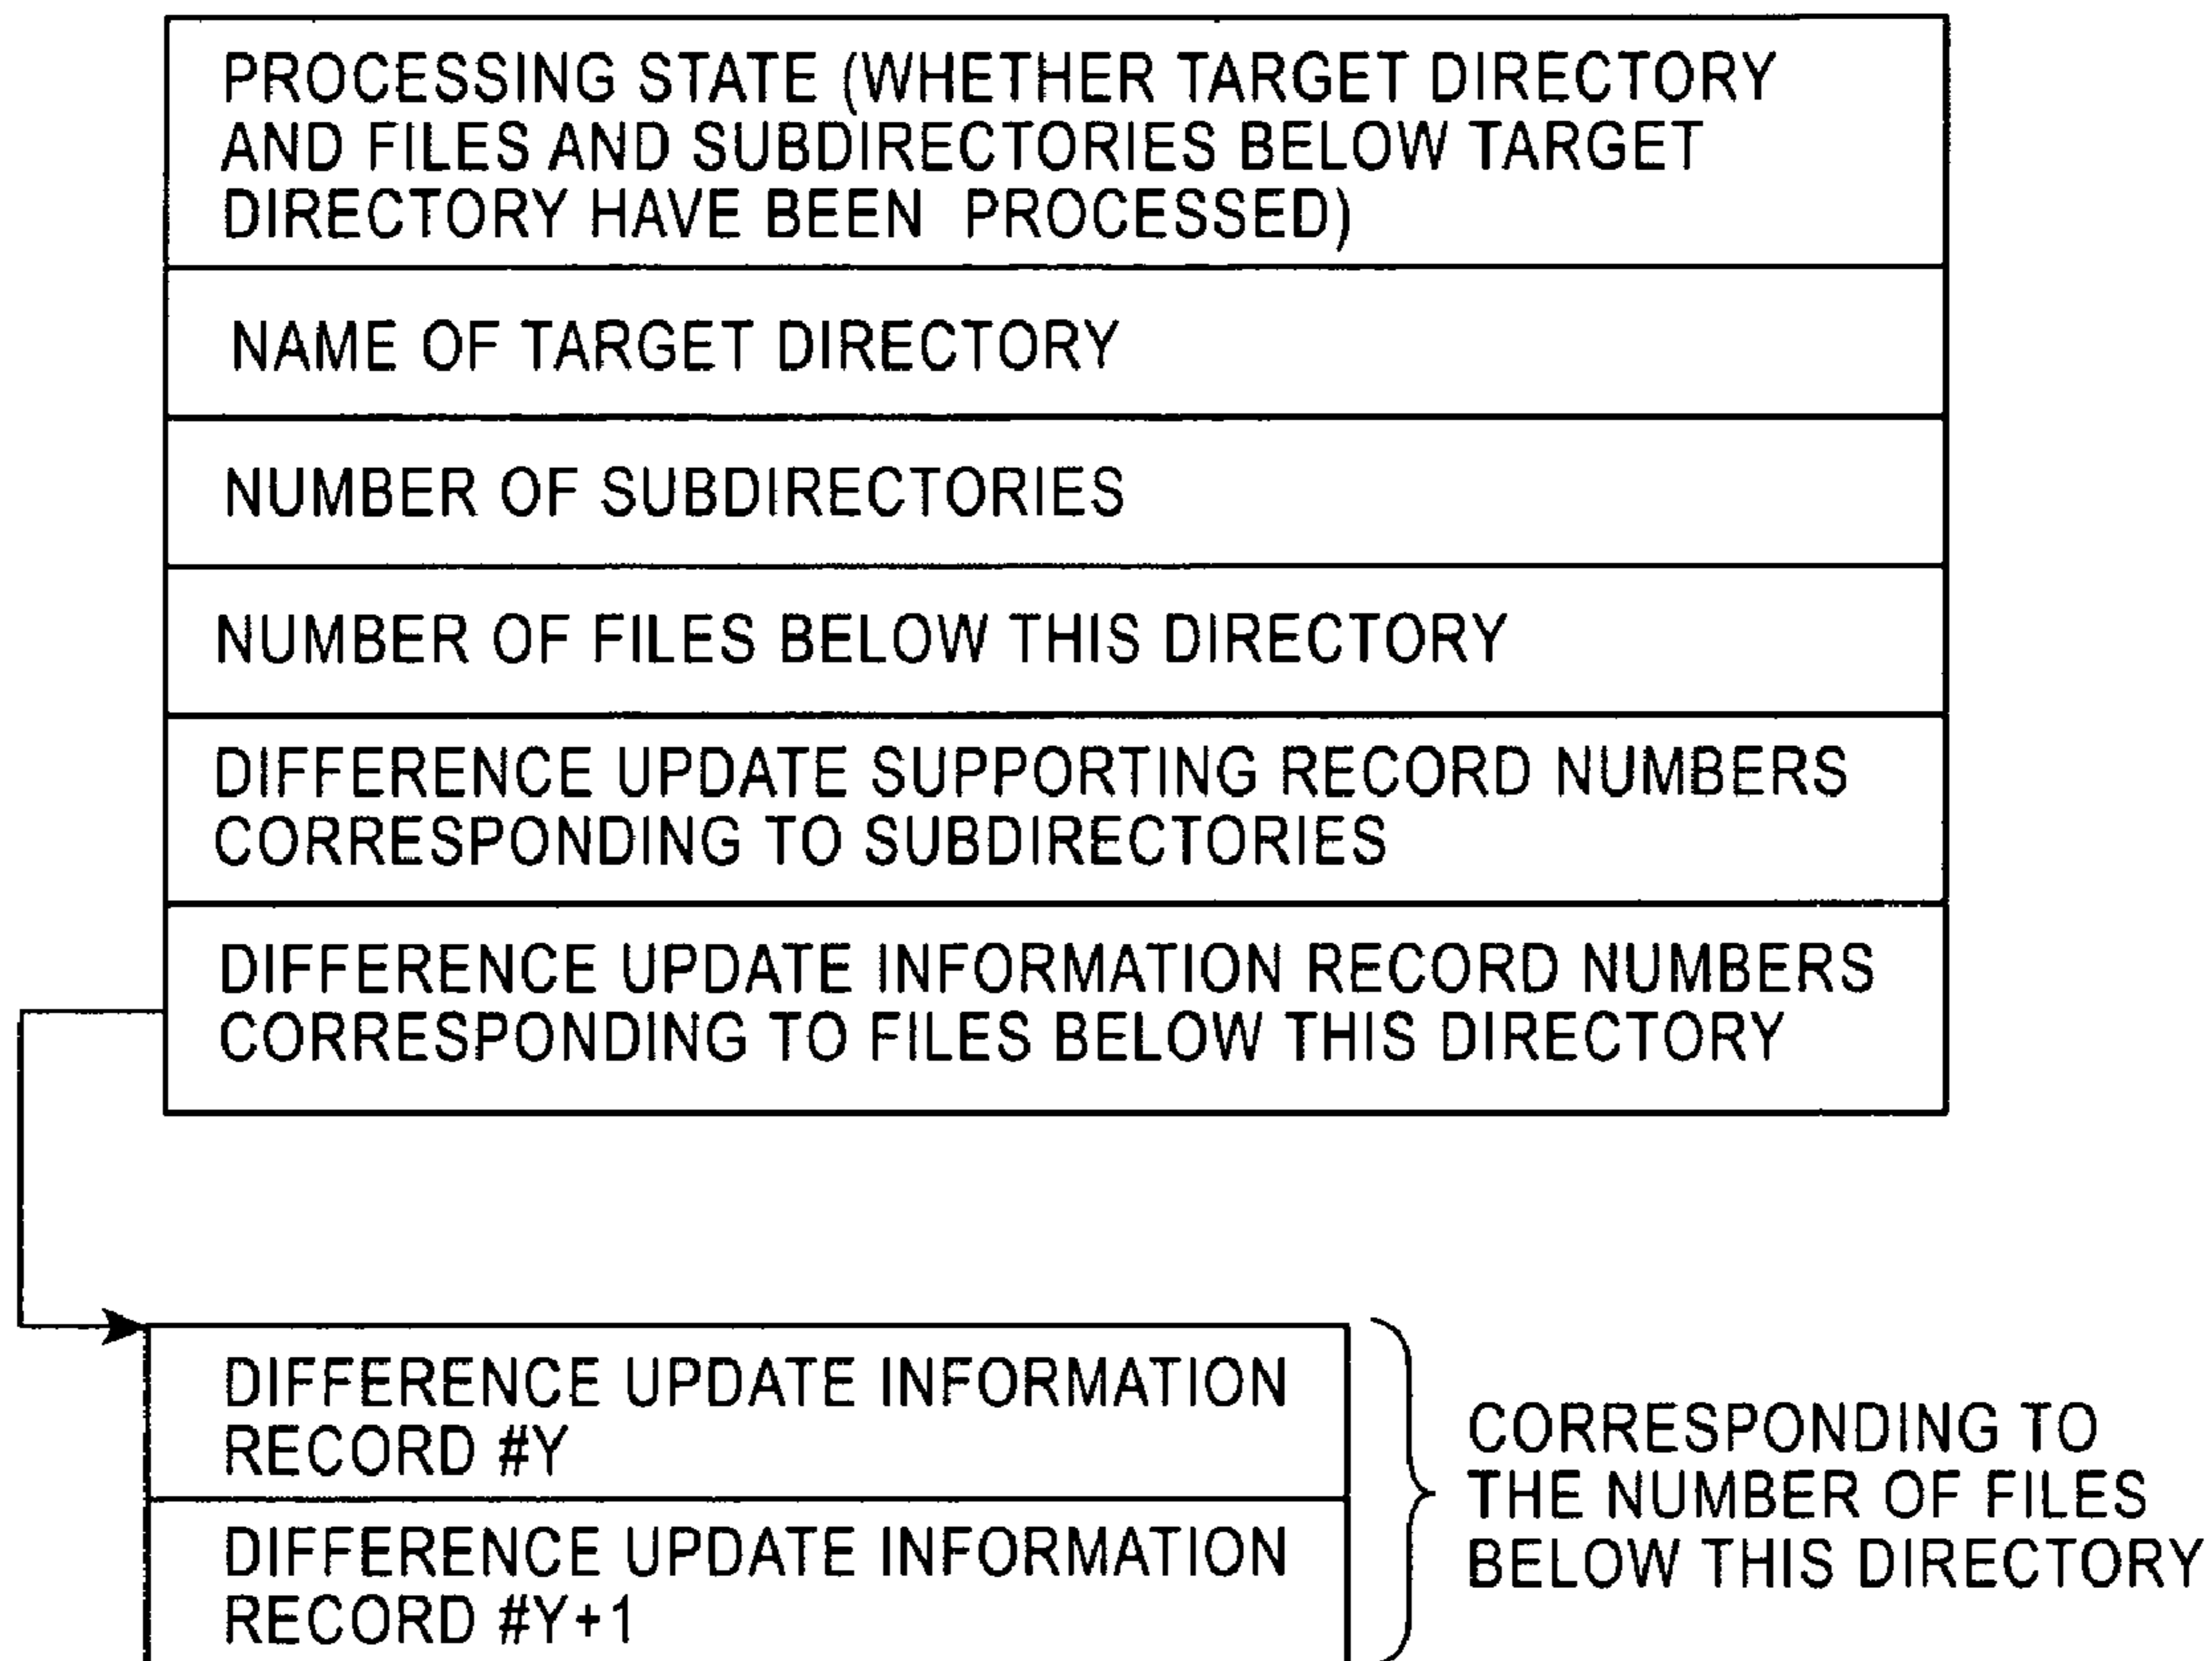 PROCESSING STATE (WHETHER TARGET DIRECTORY
AND FILES AND SUBDIRECTORIES BELOW TARGET
DIRECTORY HAVE BEEN PROCESSED)
NAME OF TARGET DIRECTORY
NUMBER OF SUBDIRECTORIES
NUMBER OF FILES BELOW THIS DIRECTORY
DIFFERENCE UPDATE SUPPORTING RECORD NUMBERS
CORRESPONDING TO SUBDIRECTORIES
DIFFERENCE UPDATE INFORMATION RECORD NUMBERS
CORRESPONDING TO FILES BELOW THIS DIRECTORY
DIFFERENCE UPDATE INFORMATION
RECORD #Y
DIFFERENCE UPDATE INFORMATION
RECORD #Y+1
CORRESPONDING TO
THE NUMBER OF FILES
BELOW THIS DIRECTORY